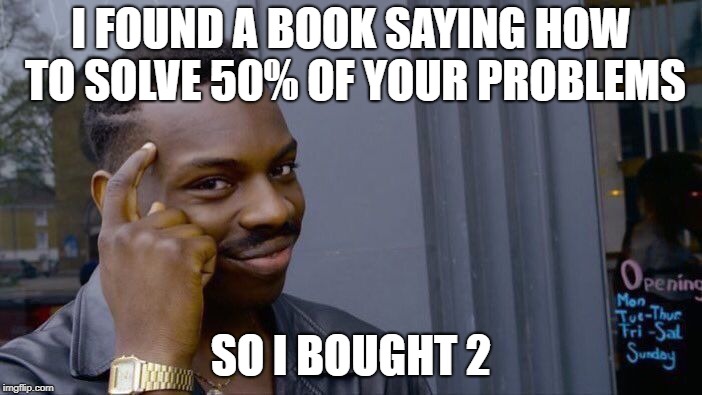 I FOUND A BOOK SAYING HOW
TO SOLVE 50% OF YOUR PROBLEMS
Opening
Mon
Tue-Thur
Fri-Sat
Sunday
SO I BOUGHT 2
imgflip.com